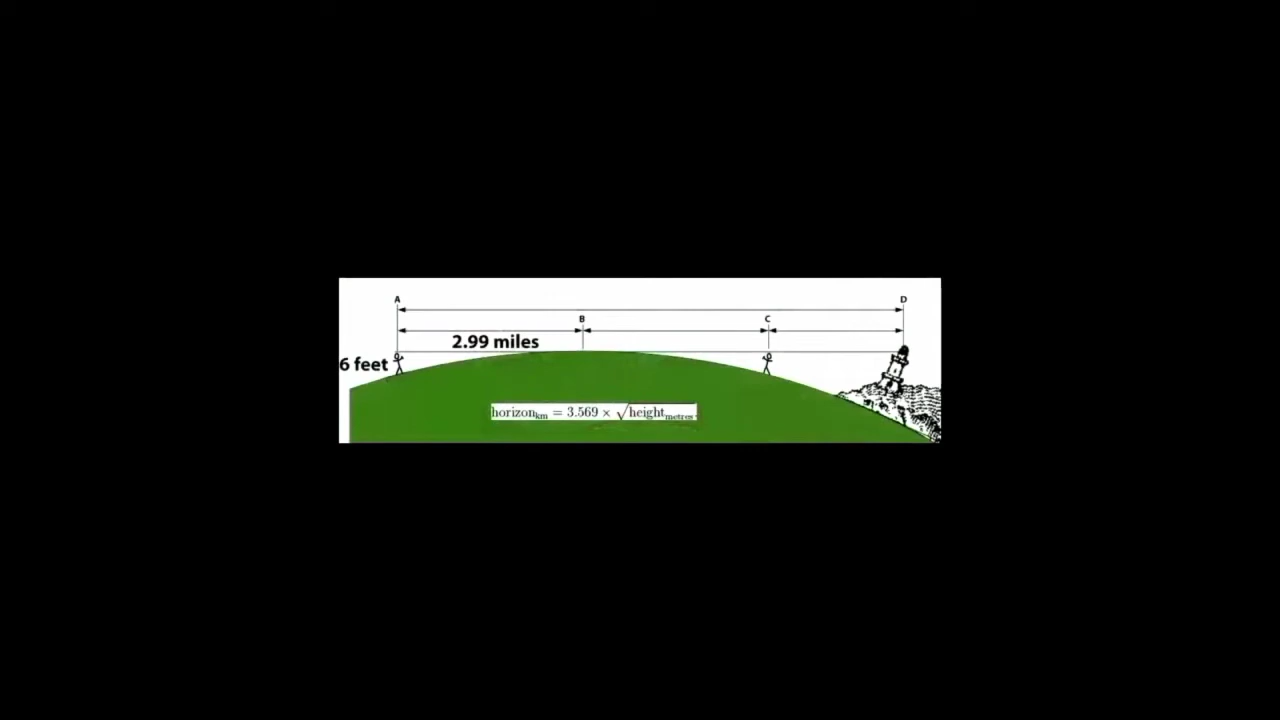 A D
B C
2.99 miles
6 feet
horizon_km = 3.569 × √height_metres.